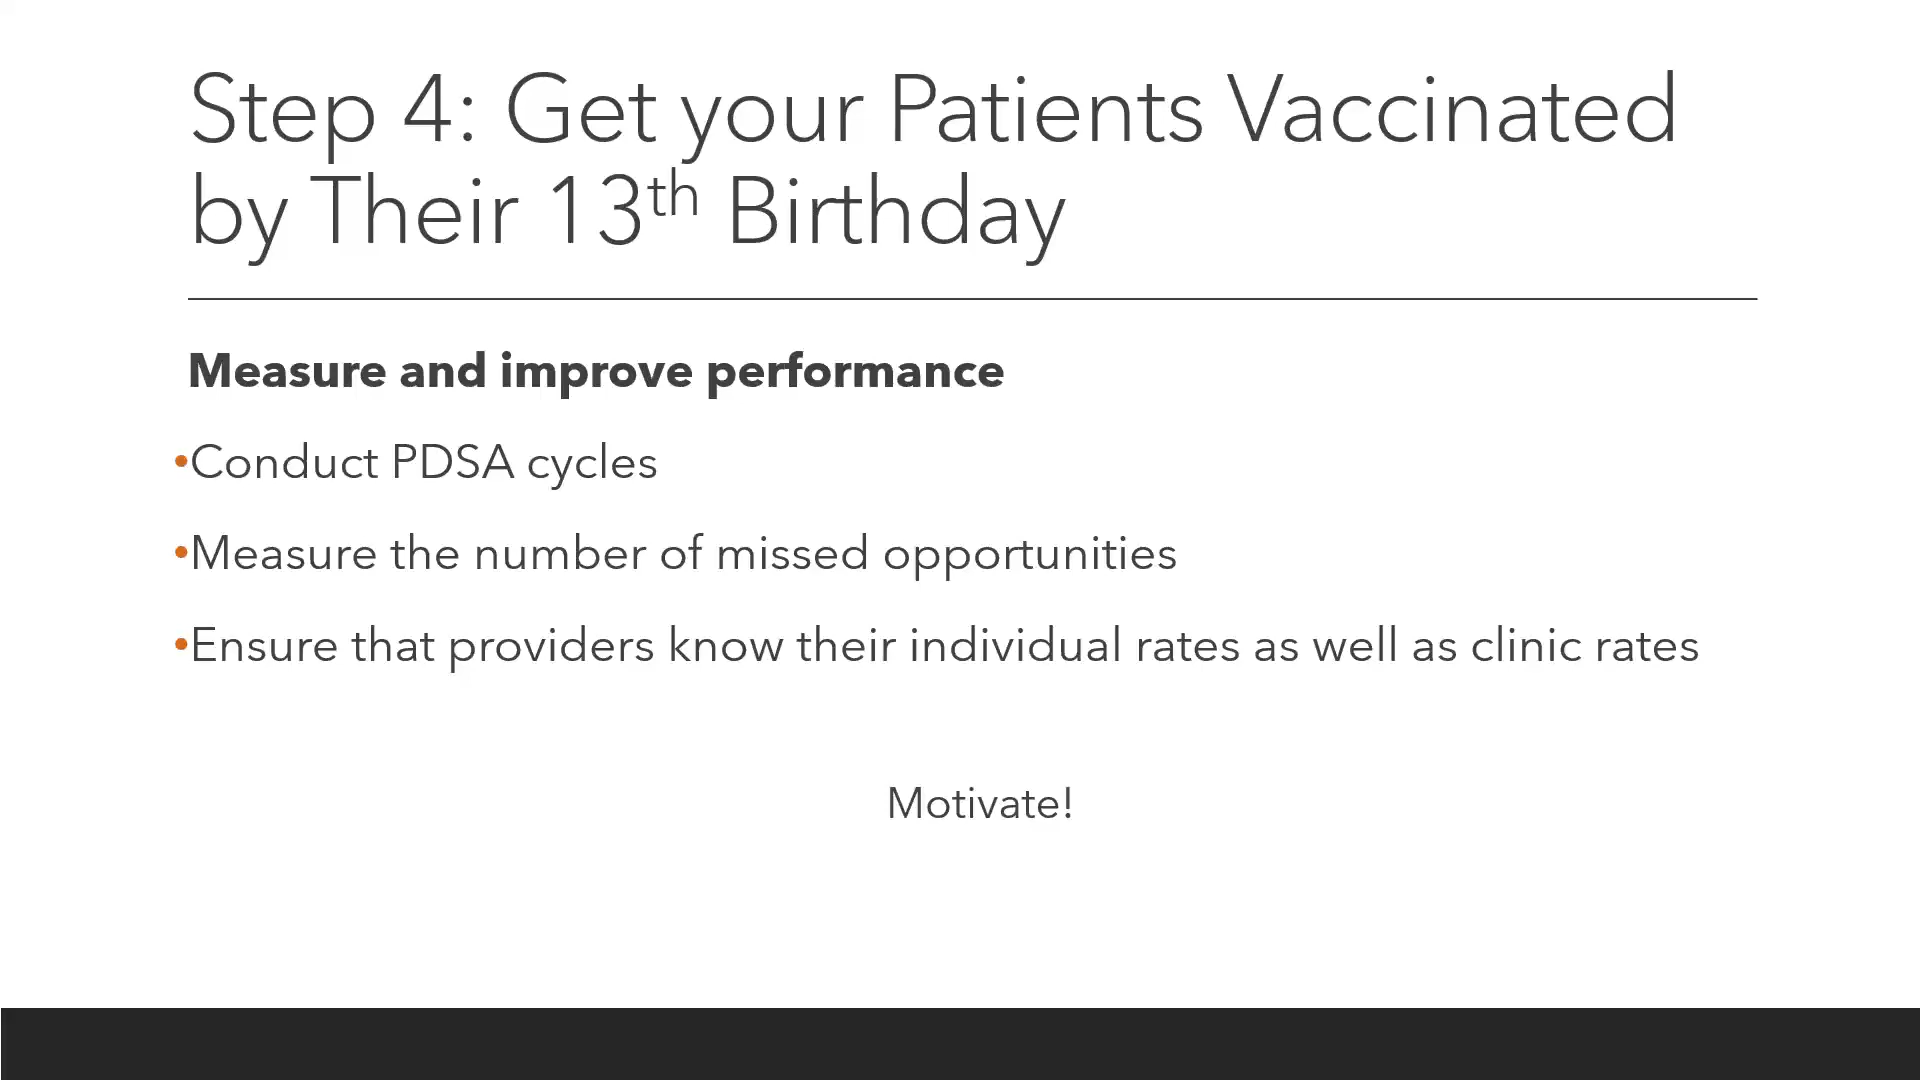 Step 4: Get your Patients Vaccinated
by Their 13th Birthday
Measure and improve performance
•Conduct PDSA cycles
•Measure the number of missed opportunities
•Ensure that providers know their individual rates as well as clinic rates
Motivate!